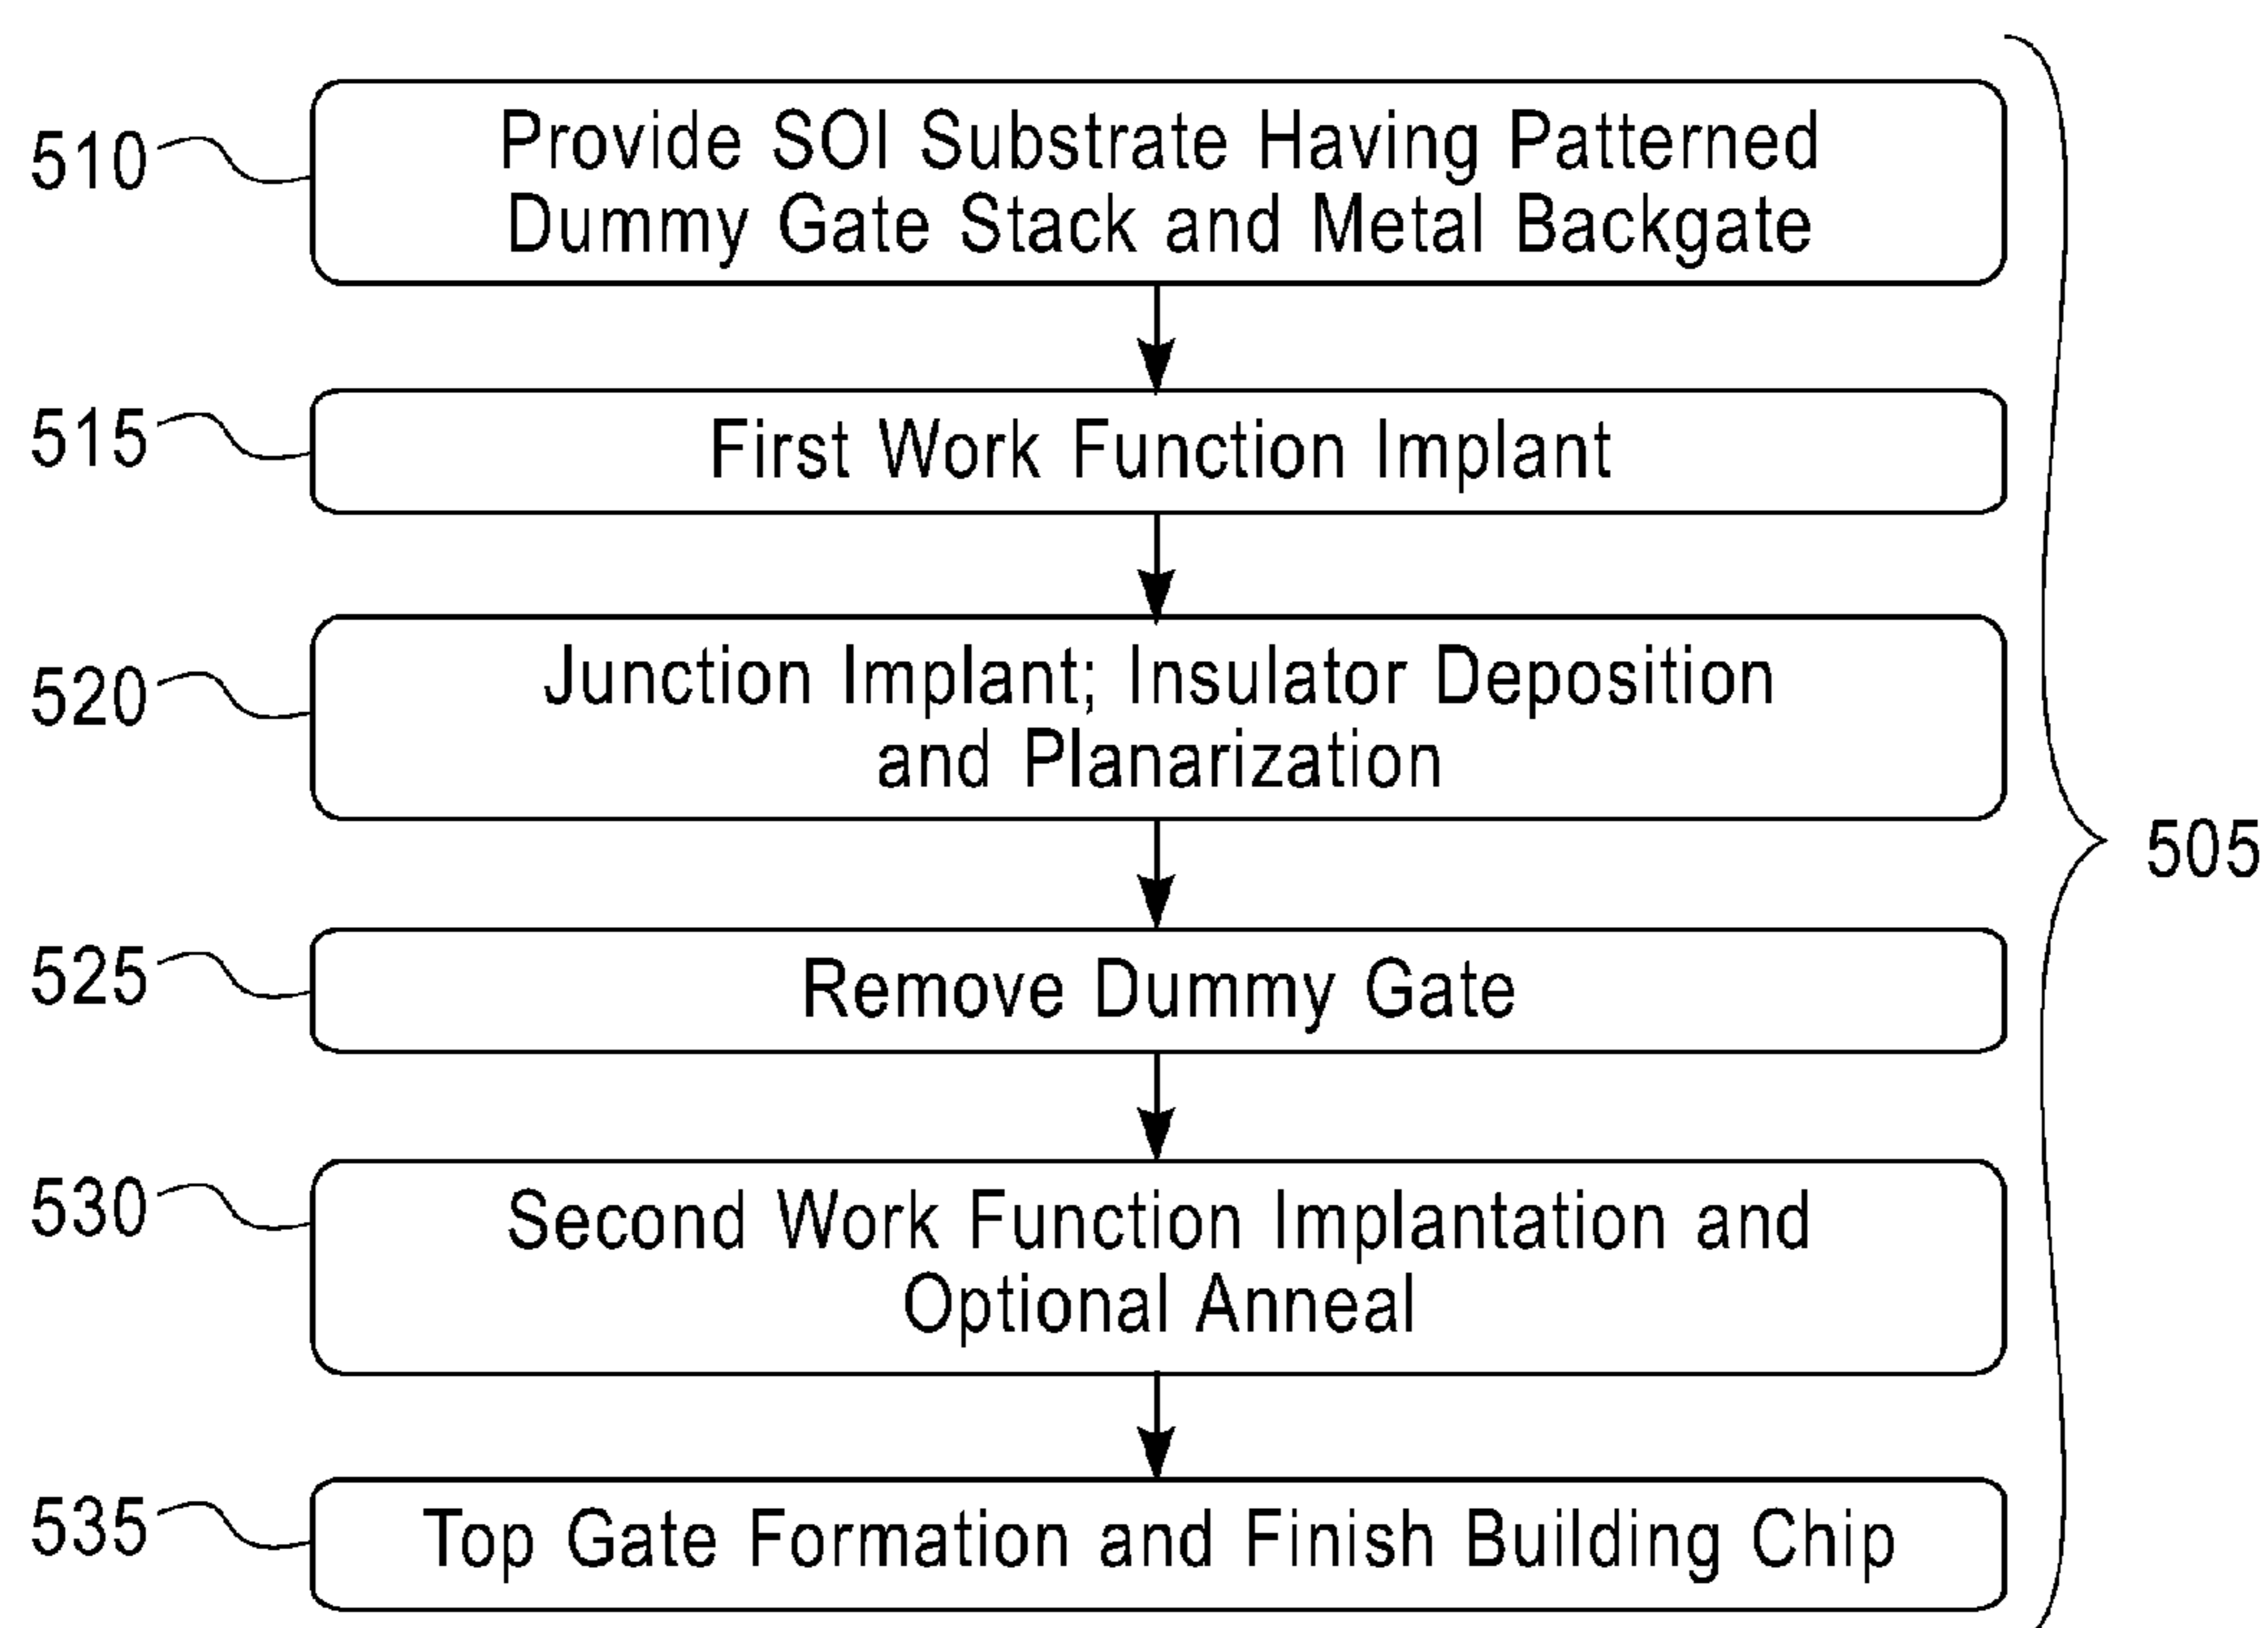 510
Provide SOI Substrate Having Patterned
Dummy Gate Stack and Metal Backgate
515
First Work Function Implant
520
Junction Implant; Insulator Deposition
and Planarization
505
525
Remove Dummy Gate
530
Second Work Function Implantation and
Optional Anneal
535
Top Gate Formation and Finish Building Chip